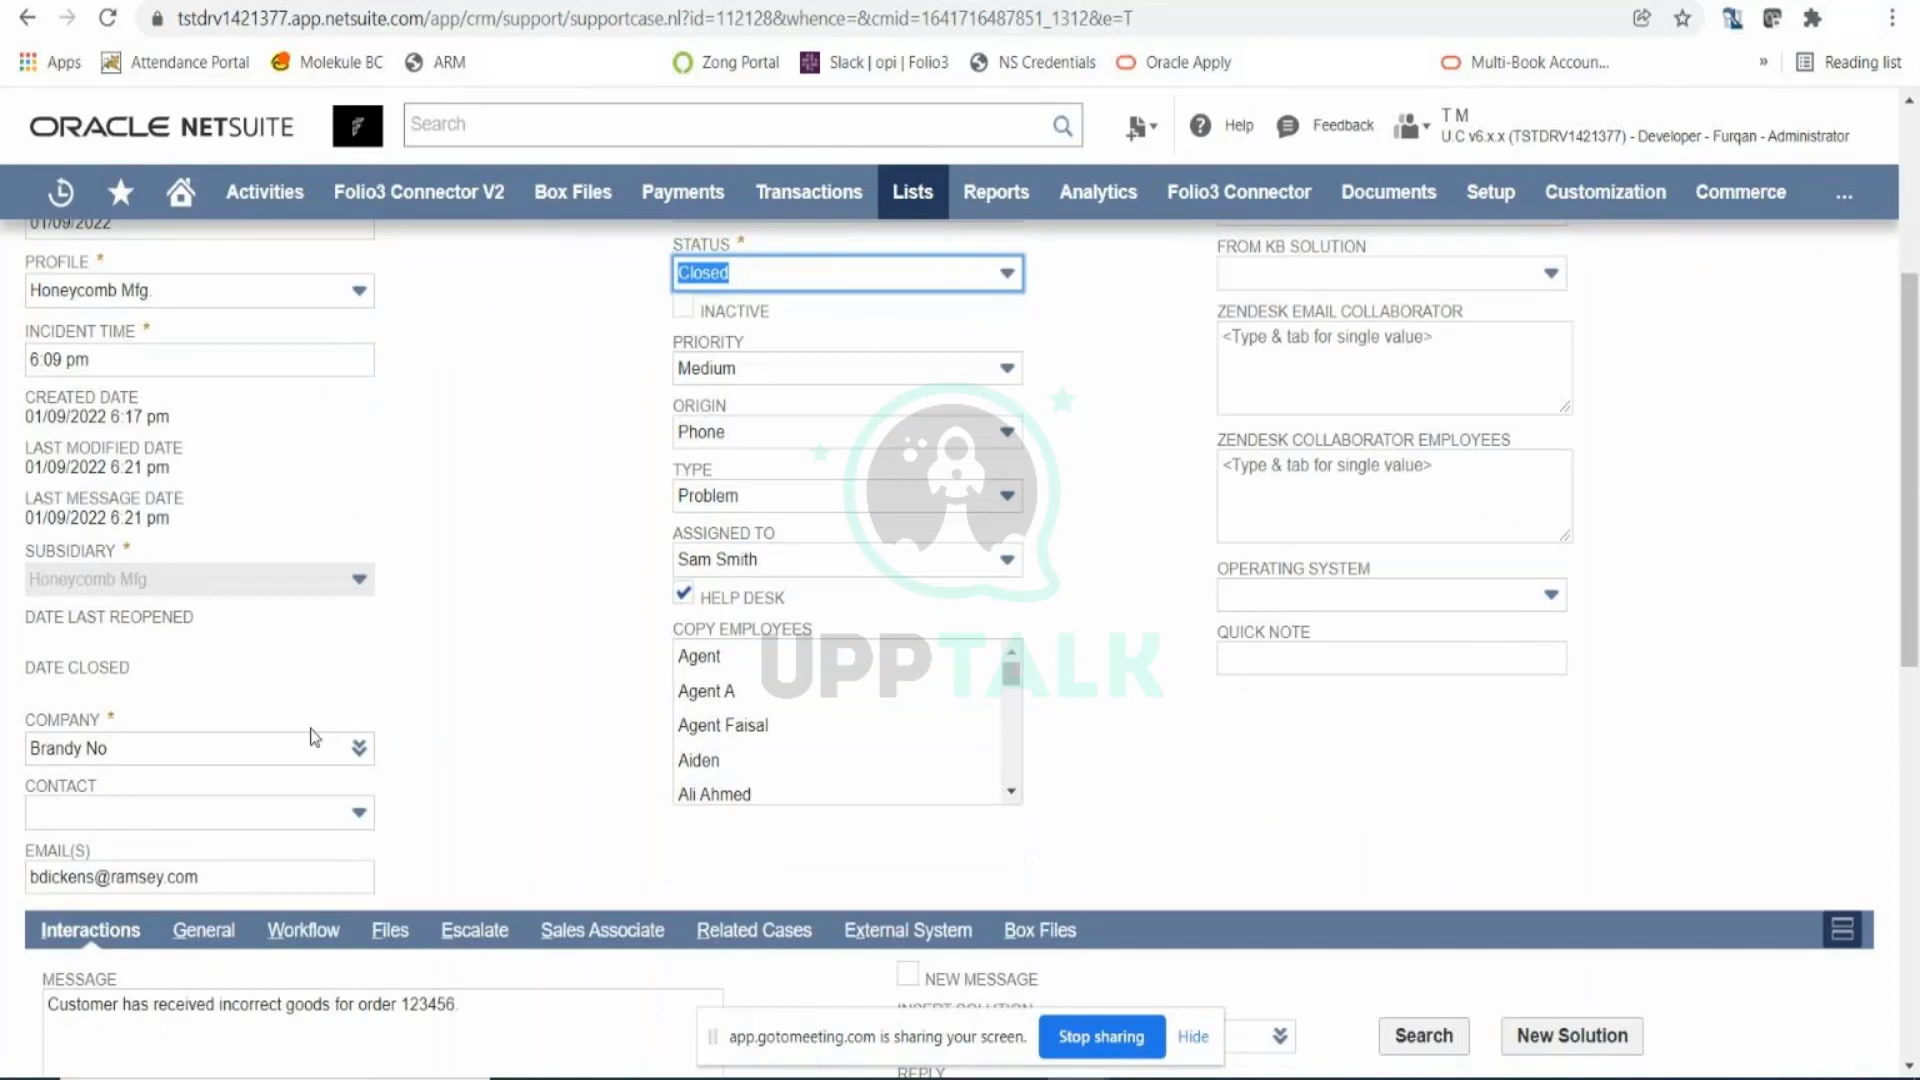 tstdrv1421377.app.netsuite.com/app/crm/support/supportcase.nl?id=112128&whence=&cmid=1641716487851_1312&e=T
Apps
Attendance Portal
Molekule BC
ARM
Zong Portal
Slack | opi | Folio3
NS Credentials
Oracle Apply
Multi-Book Accoun...
»
Reading list
ORACLE NETSUITE
Search
Help
Feedback
T M
U.C v6.x.x (TSTDRV1421377) - Developer - Furqan - Administrator
Activities
Folio3 Connector V2
Box Files
Payments
Transactions
Lists
Reports
Analytics
Folio3 Connector
Documents
Setup
Customization
Commerce
...
01/09/2022
PROFILE *
Honeycomb Mfg.
INCIDENT TIME *
6:09 pm
CREATED DATE
01/09/2022 6:17 pm
LAST MODIFIED DATE
01/09/2022 6:21 pm
LAST MESSAGE DATE
01/09/2022 6:21 pm
SUBSIDIARY *
Honeycomb Mfg.
DATE LAST REOPENED
DATE CLOSED
COMPANY *
Brandy No
CONTACT
EMAIL(S)
bdickens@ramsey.com
STATUS *
Closed
INACTIVE
PRIORITY
Medium
ORIGIN
Phone
TYPE
Problem
ASSIGNED TO
Sam Smith
HELP DESK
COPY EMPLOYEES
Agent
Agent A
Agent Faisal
Aiden
Ali Ahmed
UPPTALK
FROM KB SOLUTION
ZENDESK EMAIL COLLABORATOR
<Type & tab for single value>
ZENDESK COLLABORATOR EMPLOYEES
<Type & tab for single value>
OPERATING SYSTEM
QUICK NOTE
Interactions
General
Workflow
Files
Escalate
Sales Associate
Related Cases
External System
Box Files
MESSAGE
Customer has received incorrect goods for order 123456.
NEW MESSAGE
INSERT SOLUTION
app.gotomeeting.com is sharing your screen.
Stop sharing
Hide
Search
New Solution
REPLY